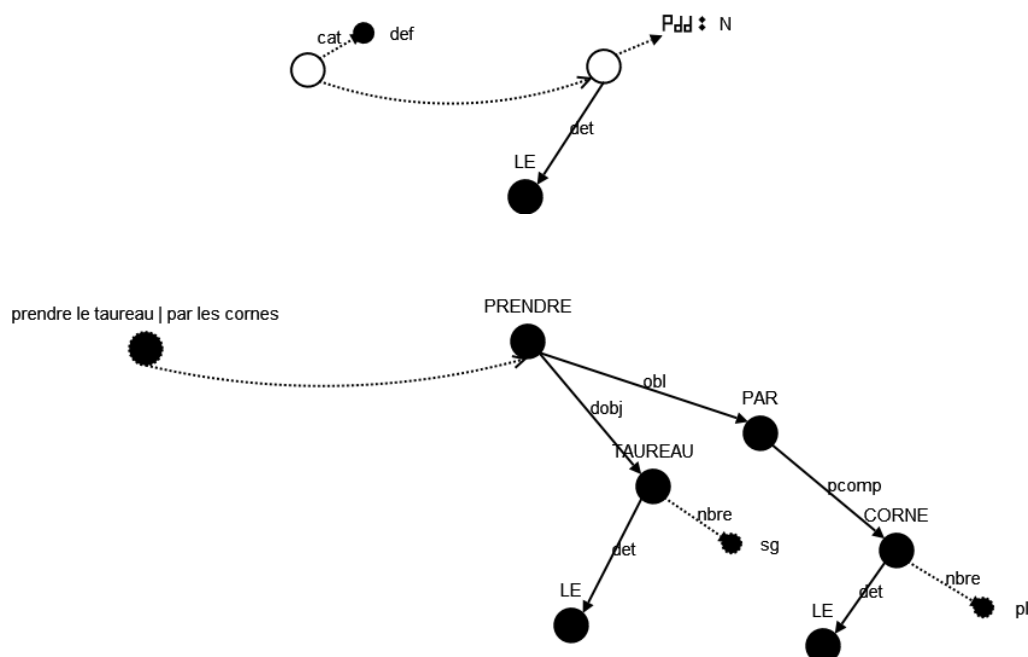 cat
def
N
det
LE
prendre le taureau | par les cornes
PRENDRE
obl
PAR
dobj
TAUREAU
pcomp
nbre
CORNE
sg
det
nbre
LE
det
LE